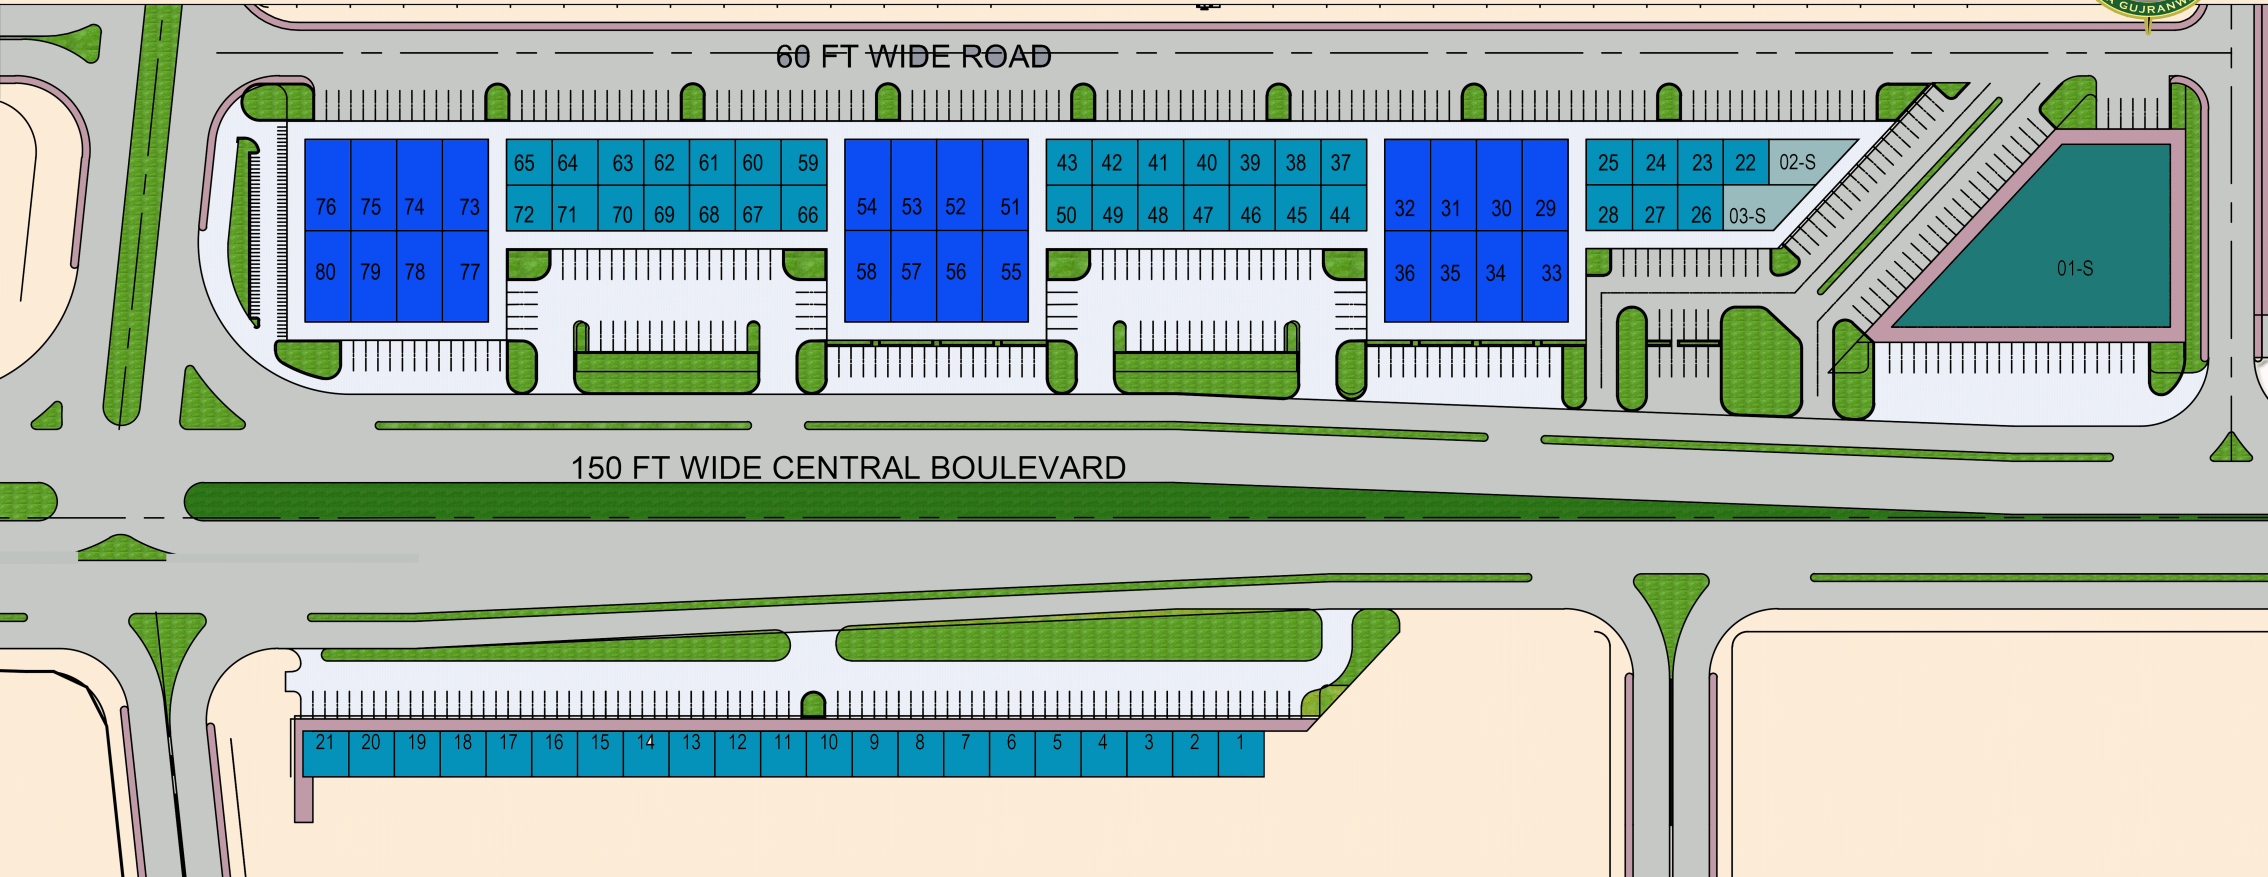 GUJRANW
60 FT WIDE ROAD
65 64 63 62 61 60 59
43 42 41 40 39 38 37
25 24 23 22 02-S
76 75 74 73
72 71 70 69 68 67 66
54 53 52 51
50 49 48 47 46 45 44
32 31 30 29
28 27 26 03-S
80 79 78 77
58 57 56 55
36 35 34 33
01-S
150 FT WIDE CENTRAL BOULEVARD
21 20 19 18 17 16 15 14 13 12 11 10 9 8 7 6 5 4 3 2 1